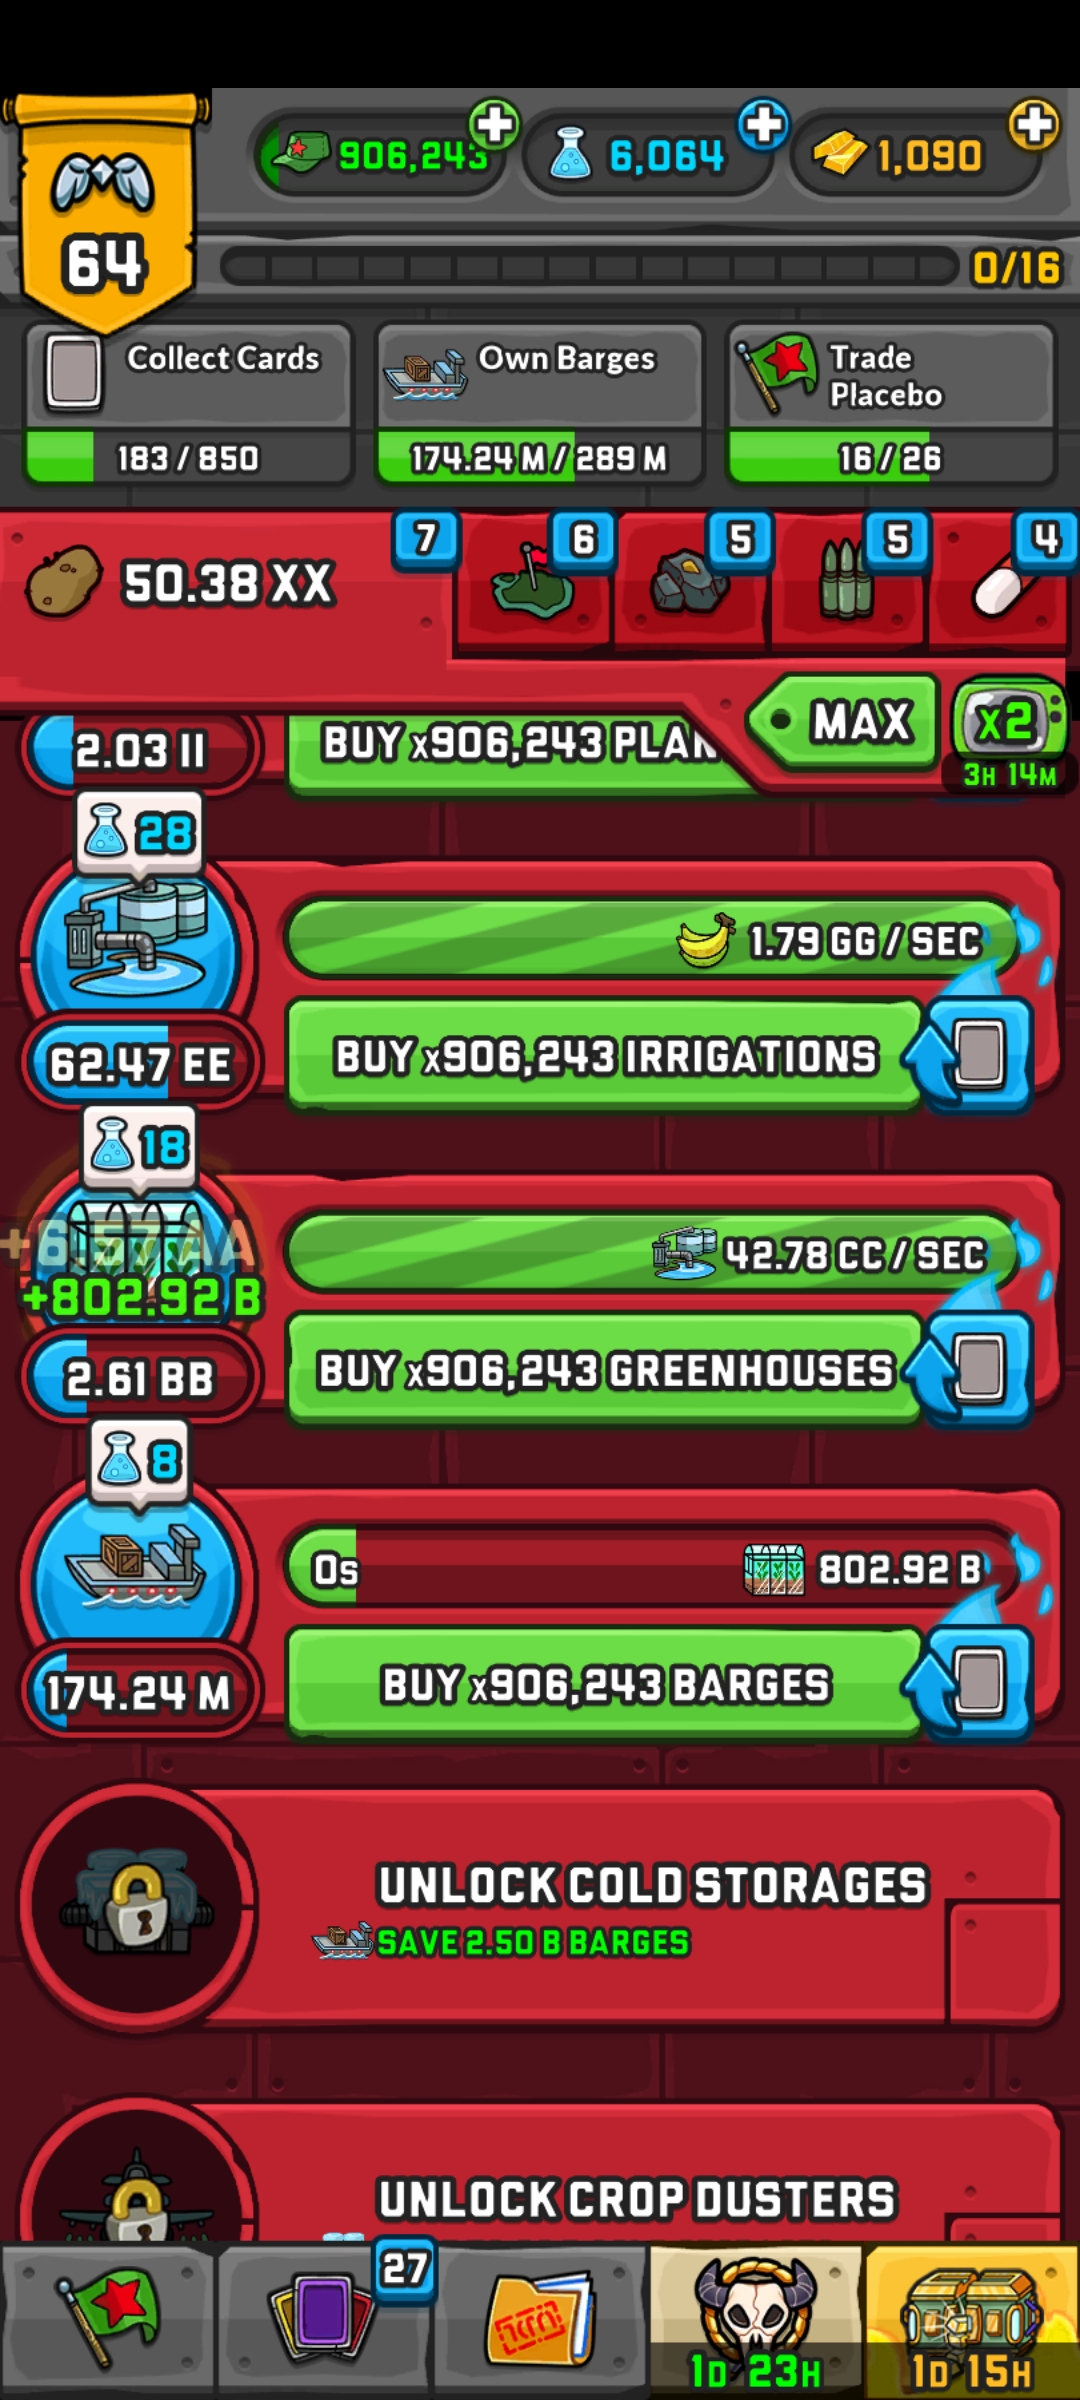 906,243
6,064
1,090
64
0/16
Collect Cards
183 / 850
Own Barges
174.24 M / 289 M
Trade
Placebo
16 / 26
50.38 XX
7
6
5
5
4
MAX
x2
3H 14M
2.03 II
BUY x906,243 PLAN
28
1.79 GG / SEC
62.47 EE
BUY x906,243 IRRIGATIONS
18
42.78 CC / SEC
+802.92 B
2.61 BB
BUY x906,243 GREENHOUSES
8
0s
802.92 B
174.24 M
BUY x906,243 BARGES
UNLOCK COLD STORAGES
SAVE 2.50 B BARGES
UNLOCK CROP DUSTERS
27
1D 23H
1D 15H